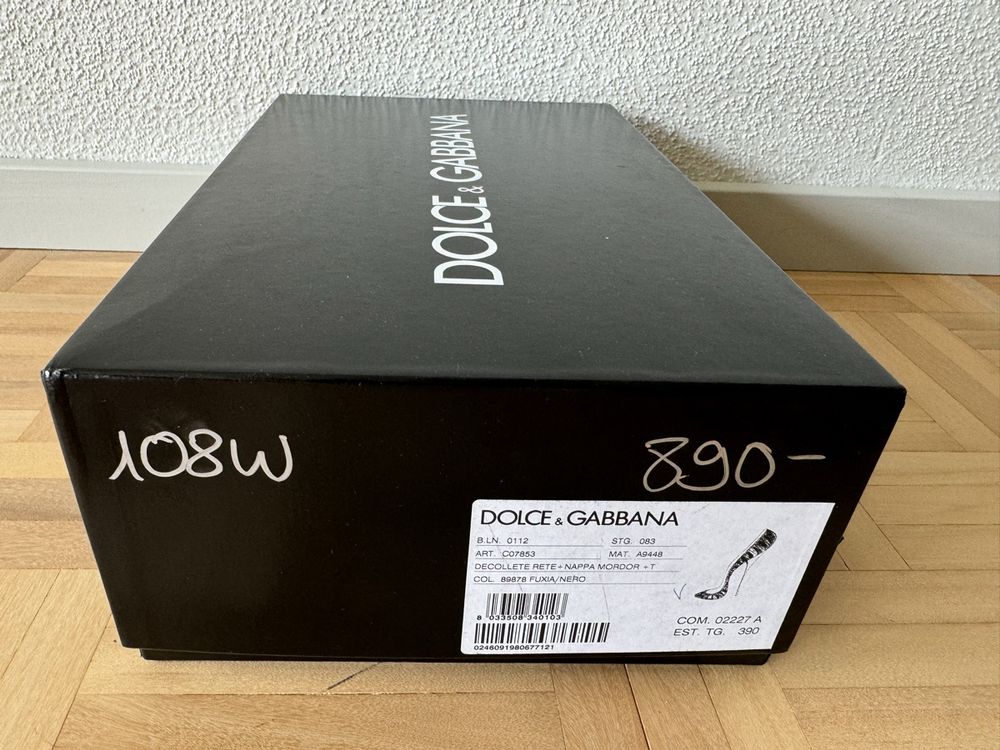 DOLCE & GABBANA
108W
890-
DOLCE & GABBANA
B.LN. 0112 STG. 083
ART. C07853 MAT. A9448
DECOLLETE RETE+NAPPA MORDOR +T
COL. 89878 FUXIA/NERO
8 033508 340103
COM. 02227 A
EST. TG. 390
0246091980677121